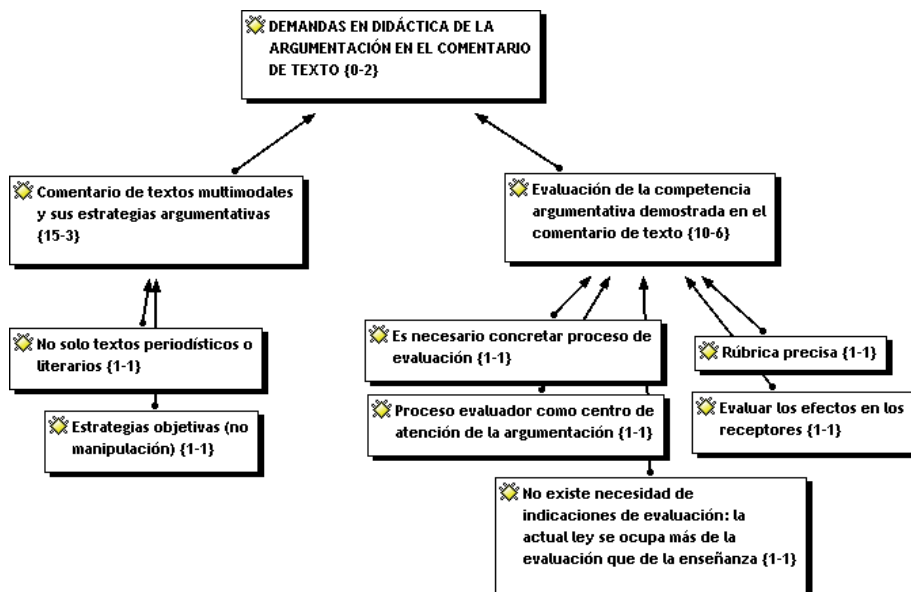 DEMANDAS EN DIDÁCTICA DE LA
ARGUMENTACIÓN EN EL COMENTARIO
DE TEXTO {0-2}
Comentario de textos multimodales
y sus estrategias argumentativas
{15-3}
Evaluación de la competencia
argumentativa demostrada en el
comentario de texto {10-6}
No solo textos periodísticos o
literarios {1-1}
Estrategias objetivas (no
manipulación) {1-1}
Es necesario concretar proceso de
evaluación {1-1}
Rúbrica precisa {1-1}
Proceso evaluador como centro de
atención de la argumentación {1-1}
Evaluar los efectos en los
receptores {1-1}
No existe necesidad de
indicaciones de evaluación: la
actual ley se ocupa más de la
evaluación que de la enseñanza {1-1}